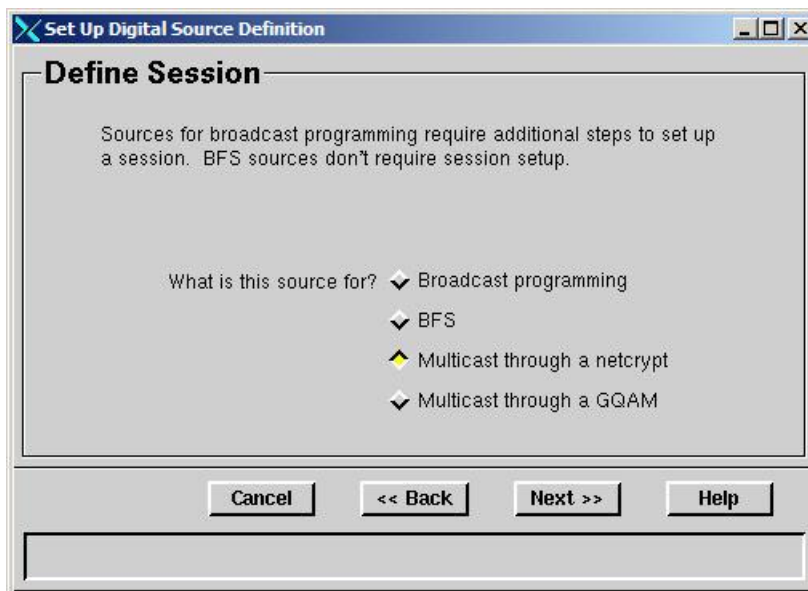 Set Up Digital Source Definition
Define Session
Sources for broadcast programming require additional steps to set up
a session. BFS sources don't require session setup.
What is this source for? Broadcast programming
BFS
Multicast through a netcrypt
Multicast through a GQAM
Cancel << Back Next >> Help